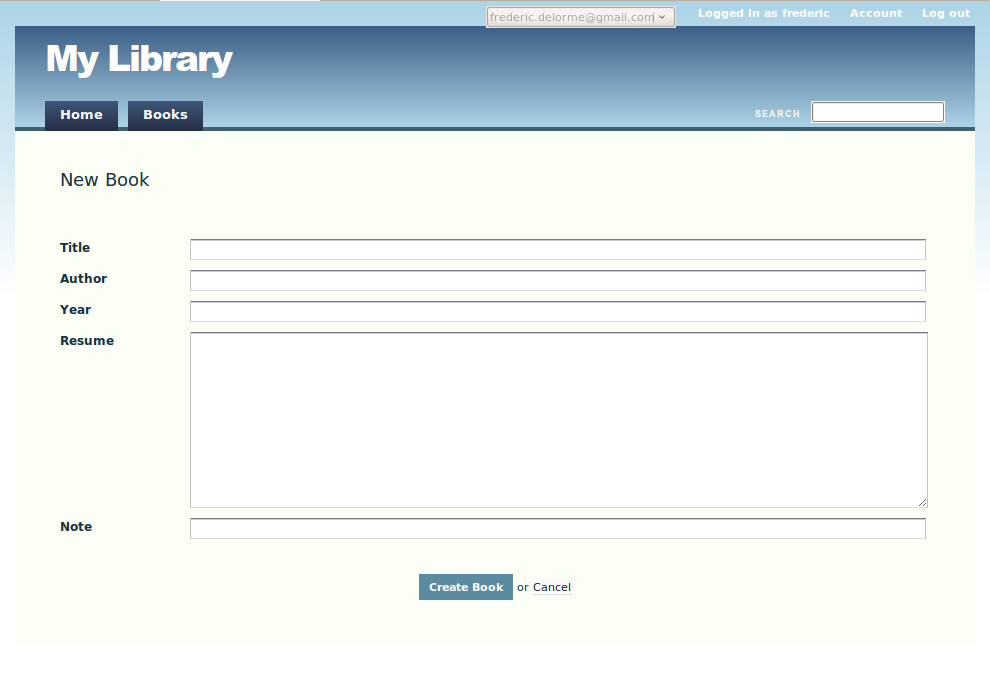 frederic.delorme@gmail.com Logged in as frederic Account Log out
My Library
Home Books SEARCH
New Book
Title
Author
Year
Resume
Note
Create Book or Cancel